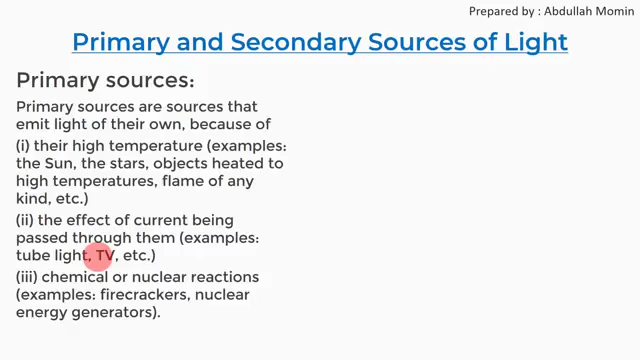 Prepared by : Abdullah Momin
Primary and Secondary Sources of Light
Primary sources:
Primary sources are sources that
emit light of their own, because of
(i) their high temperature (examples:
the Sun, the stars, objects heated to
high temperatures, flame of any
kind, etc.)
(ii) the effect of current being
passed through them (examples:
tube light, TV, etc.)
(iii) chemical or nuclear reactions
(examples: firecrackers, nuclear
energy generators).